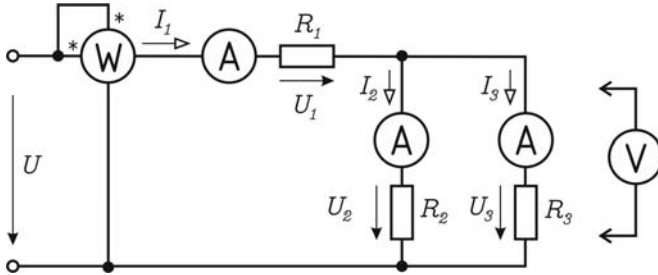 * *
W
I₁
A
R₁
U₁
I₂
I₃
A
A
V
U
U₂
R₂
U₃
R₃